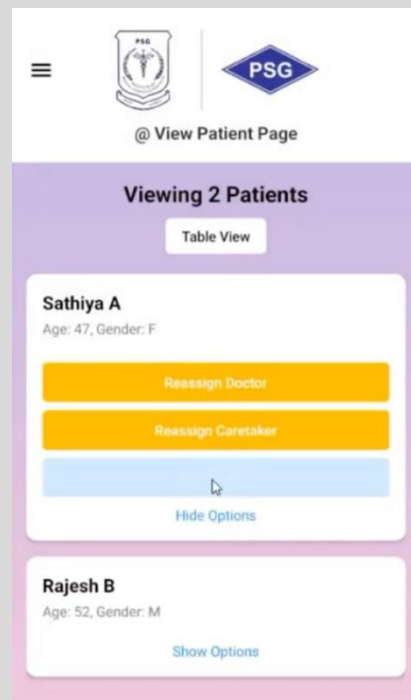 PSG
PSG
@ View Patient Page
Viewing 2 Patients
Table View
Sathiya A
Age: 47, Gender: F
Reassign Doctor
Reassign Caretaker
Hide Options
Rajesh B
Age: 52, Gender: M
Show Options